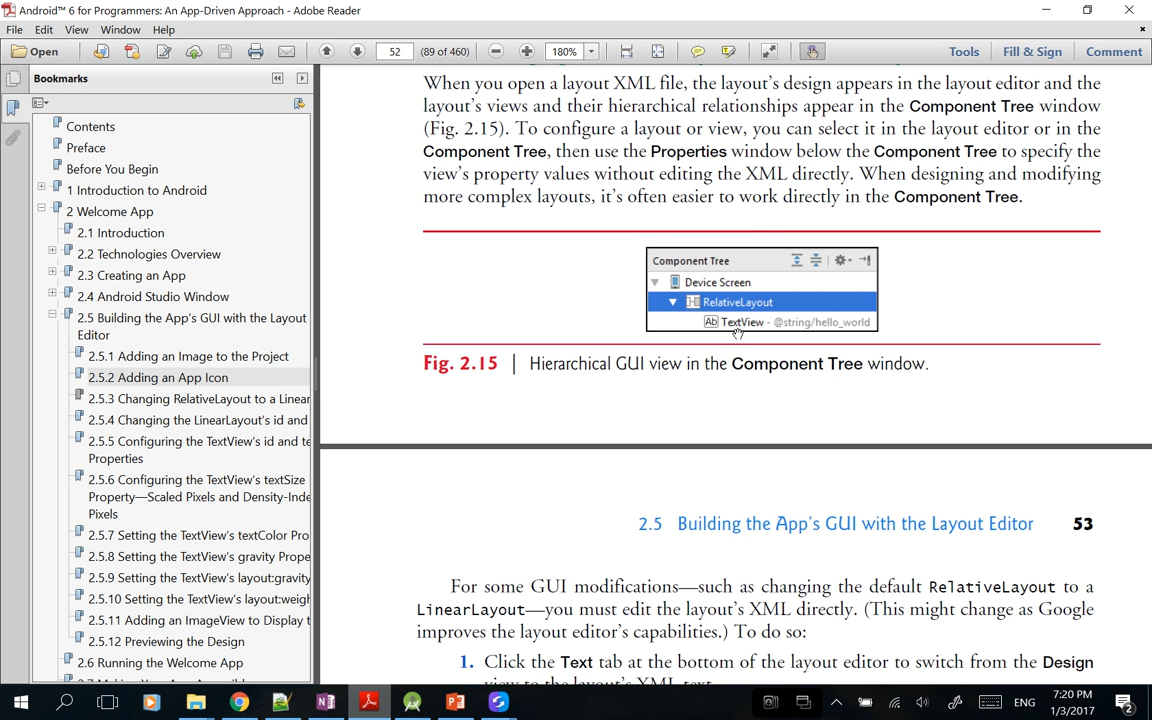 Android™ 6 for Programmers: An App-Driven Approach - Adobe Reader
File Edit View Window Help
Open 52 (89 of 460) 180% Tools Fill & Sign Comment
Bookmarks
Contents
Preface
Before You Begin
1 Introduction to Android
2 Welcome App
2.1 Introduction
2.2 Technologies Overview
2.3 Creating an App
2.4 Android Studio Window
2.5 Building the App's GUI with the Layout
Editor
2.5.1 Adding an Image to the Project
2.5.2 Adding an App Icon
2.5.3 Changing RelativeLayout to a Linear
2.5.4 Changing the LinearLayout's id and
2.5.5 Configuring the TextView's id and te
Properties
2.5.6 Configuring the TextView's textSize
Property—Scaled Pixels and Density-Inde
Pixels
2.5.7 Setting the TextView's textColor Pro
2.5.8 Setting the TextView's gravity Prope
2.5.9 Setting the TextView's layout:gravity
2.5.10 Setting the TextView's layout:weigh
2.5.11 Adding an ImageView to Display t
2.5.12 Previewing the Design
2.6 Running the Welcome App
When you open a layout XML file, the layout's design appears in the layout editor and the
layout's views and their hierarchical relationships appear in the Component Tree window
(Fig. 2.15). To configure a layout or view, you can select it in the layout editor or in the
Component Tree, then use the Properties window below the Component Tree to specify the
view's property values without editing the XML directly. When designing and modifying
more complex layouts, it's often easier to work directly in the Component Tree.
Component Tree
Device Screen
RelativeLayout
Ab TextView - @string/hello_world
Fig. 2.15 | Hierarchical GUI view in the Component Tree window.
2.5 Building the App's GUI with the Layout Editor 53
For some GUI modifications—such as changing the default RelativeLayout to a
LinearLayout—you must edit the layout's XML directly. (This might change as Google
improves the layout editor's capabilities.) To do so:
1. Click the Text tab at the bottom of the layout editor to switch from the Design
view to the layout's XML text.
ENG
7:20 PM
1/3/2017
2